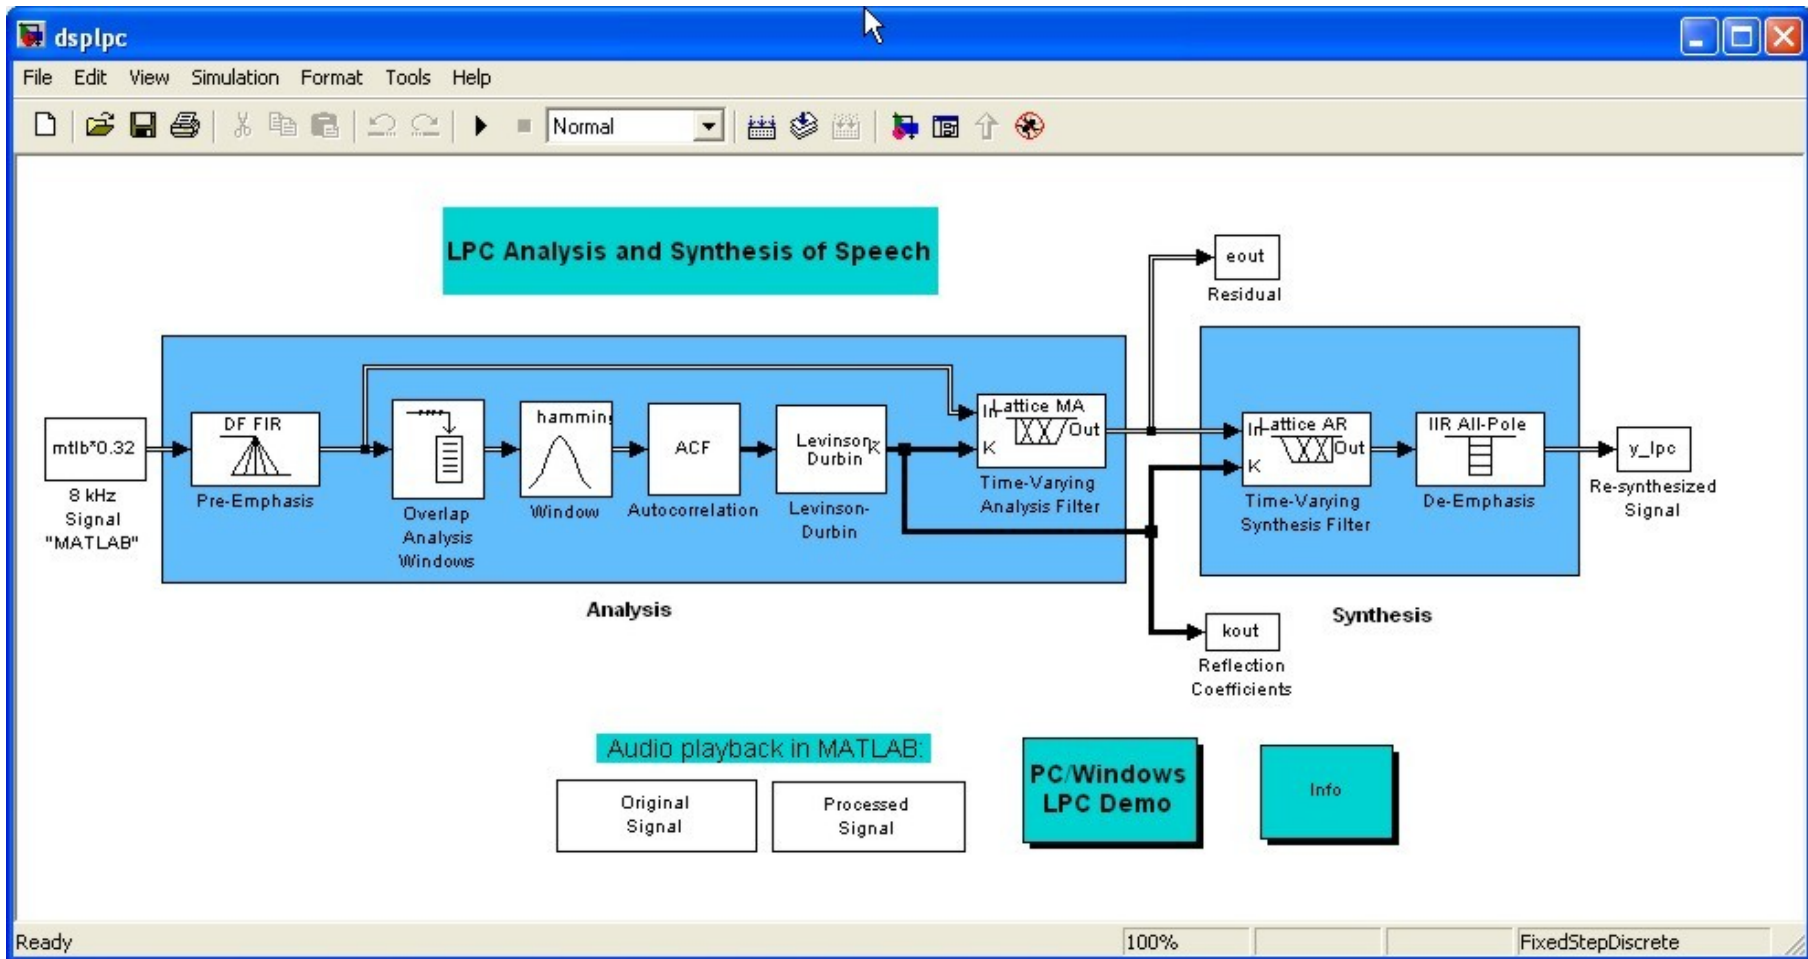 dsplpc
File Edit View Simulation Format Tools Help
Normal
LPC Analysis and Synthesis of Speech
eout
Residual
mtlb*0.32
8 kHz
Signal
"MATLAB"
DF FIR
Pre-Emphasis
Overlap
Analysis
Windows
hamming
Window
ACF
Autocorrelation
Levinson-
Durbin
K
Levinson-
Durbin
In
Lattice MA
Out
K
Time-Varying
Analysis Filter
In
Lattice AR
Out
K
Time-Varying
Synthesis Filter
IIR All-Pole
De-Emphasis
y_lpc
Re-synthesized
Signal
Analysis
Synthesis
kout
Reflection
Coefficients
Audio playback in MATLAB:
Original
Signal
Processed
Signal
PC/Windows
LPC Demo
Info
Ready 100% FixedStepDiscrete